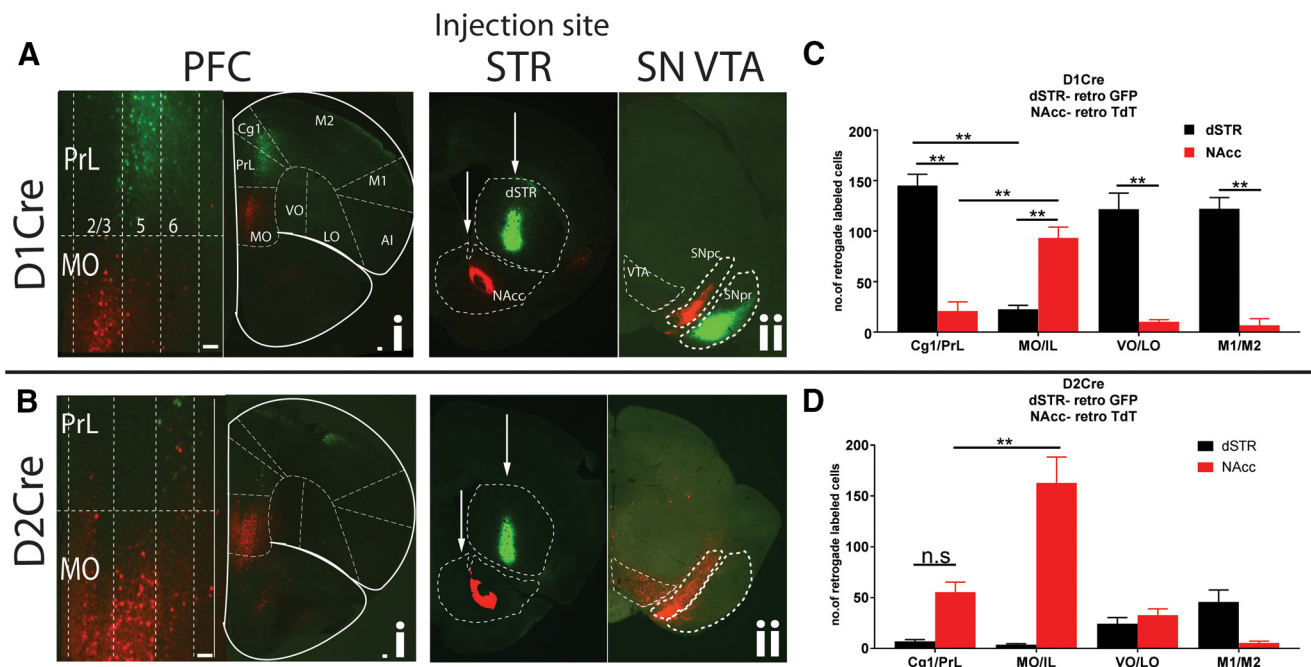 A
PFC
Injection site
STR
SN VTA
D1Cre
PrL
2/3 5 6
MO
Cg1
M2
PrL
M1
VO
MO
LO
AI
.i
dSTR
NAcc
VTA
SNpc
SNpr
ii
B
D2Cre
PrL
MO
.i
ii
C
D1Cre
dSTR- retro GFP
NAcc- retro TdT
no.of retrogade labeled cells
200
150
100
50
0
**
**
**
**
**
**
dSTR
NAcc
Cg1/PrL
MO/IL
VO/LO
M1/M2
D
D2Cre
dSTR- retro GFP
NAcc- retro TdT
no.of retrogade labeled cells
200
150
100
50
0
n.s
**
dSTR
NAcc
Cg1/PrL
MO/IL
VO/LO
M1/M2